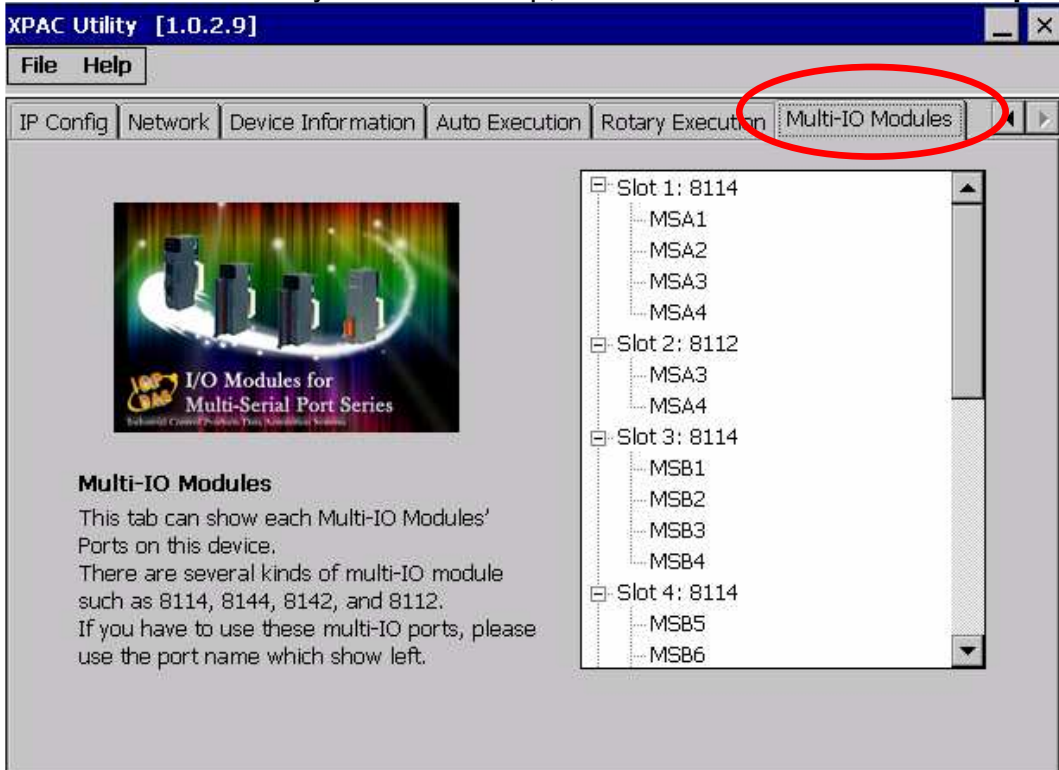 XPAC Utility [1.0.2.9]
File Help
IP Config Network Device Information Auto Execution Rotary Execution Multi-IO Modules
I/O Modules for
Multi-Serial Port Series
Multi-IO Modules
This tab can show each Multi-IO Modules'
Ports on this device.
There are several kinds of multi-IO module
such as 8114, 8144, 8142, and 8112.
If you have to use these multi-IO ports, please
use the port name which show left.
Slot 1: 8114
MSA1
MSA2
MSA3
MSA4
Slot 2: 8112
MSA3
MSA4
Slot 3: 8114
MSB1
MSB2
MSB3
MSB4
Slot 4: 8114
MSB5
MSB6